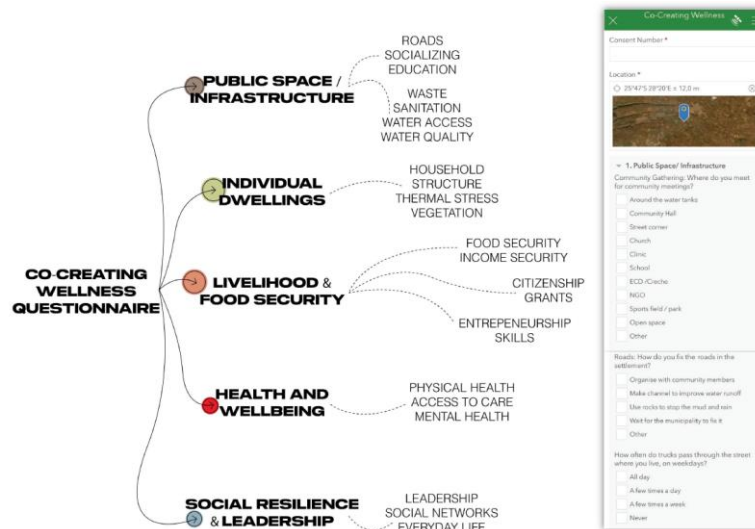 CO-CREATING
WELLNESS
QUESTIONNAIRE
PUBLIC SPACE /
INFRASTRUCTURE
ROADS
SOCIALIZING
EDUCATION
WASTE
SANITATION
WATER ACCESS
WATER QUALITY
INDIVIDUAL
DWELLINGS
HOUSEHOLD
STRUCTURE
THERMAL STRESS
VEGETATION
LIVELIHOOD &
FOOD SECURITY
FOOD SECURITY
INCOME SECURITY
CITIZENSHIP
GRANTS
ENTREPENEURSHIP
SKILLS
HEALTH AND
WELLBEING
PHYSICAL HEALTH
ACCESS TO CARE
MENTAL HEALTH
SOCIAL RESILIENCE
& LEADERSHIP
LEADERSHIP
SOCIAL NETWORKS
EVERYDAY LIFE
Co-Creating Wellness
Consent Number *
Location *
1. Public Space/ Infrastructure
Community Gathering: Where do you meet
for community meetings?
Around the water tanks
Community Hall
Street corner
Church
Clinic
School
ECD /Creche
NGO
Sports field / park
Open space
Other
Roads: How do you fix the roads in the
settlement?
Organise with community members
Make channel to improve water runoff
Use rocks to stop the mud and rain
Wait for the municipality to fix it
Other
How often do trucks pass through the street
where you live, on weekdays?
All day
A few times a day
A few times a week
Never